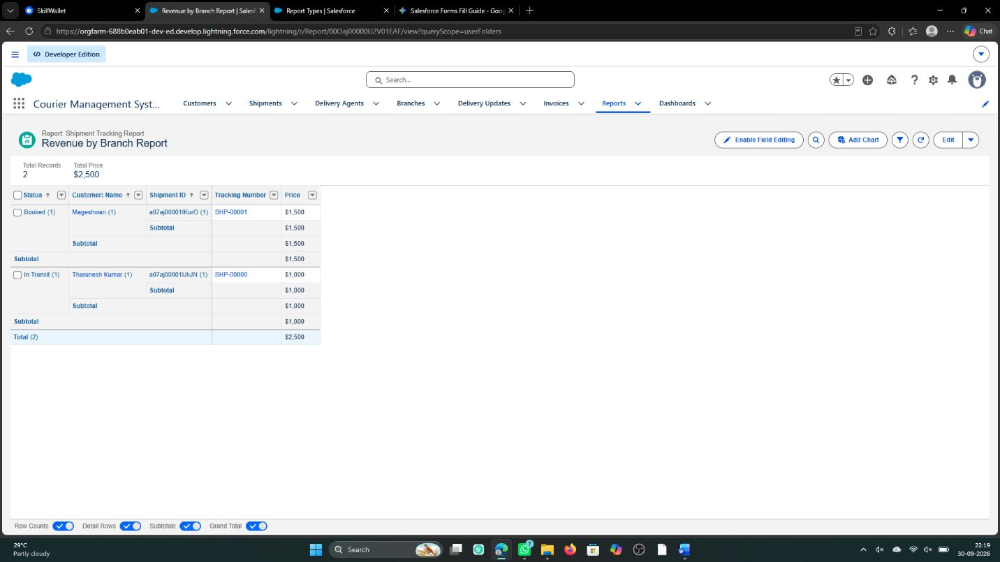 SkillWallet
Revenue by Branch Report | Salesf
Report Types | Salesforce
Salesforce Forms Fill Guide - Goog
https://orgfarm-688b0eab01-dev-ed.develop.lightning.force.com/lightning/r/Report/00Oaj00000U2V01EAF/view?queryScope=userFolders
Chat
Developer Edition
Search...
Courier Management Syst...
Customers
Shipments
Delivery Agents
Branches
Delivery Updates
Invoices
Reports
Dashboards
Report: Shipment Tracking Report
Revenue by Branch Report
Enable Field Editing
Add Chart
Edit
Total Records Total Price
2 $2,500
Status ↑ Customer: Name ↑ Shipment ID ↑ Tracking Number Price
Booked (1) Mageshwari (1) a07aj00001IKurO (1) SHP-00001 $1,500
Subtotal $1,500
Subtotal $1,500
Subtotal $1,500
In Transit (1) Tharunesh Kumar (1) a07aj00001IJkJN (1) SHP-00000 $1,000
Subtotal $1,000
Subtotal $1,000
Subtotal $1,000
Total (2) $2,500
Row Counts Detail Rows Subtotals Grand Total
29°C
Partly cloudy
Search
7
22:19
30-09-2026